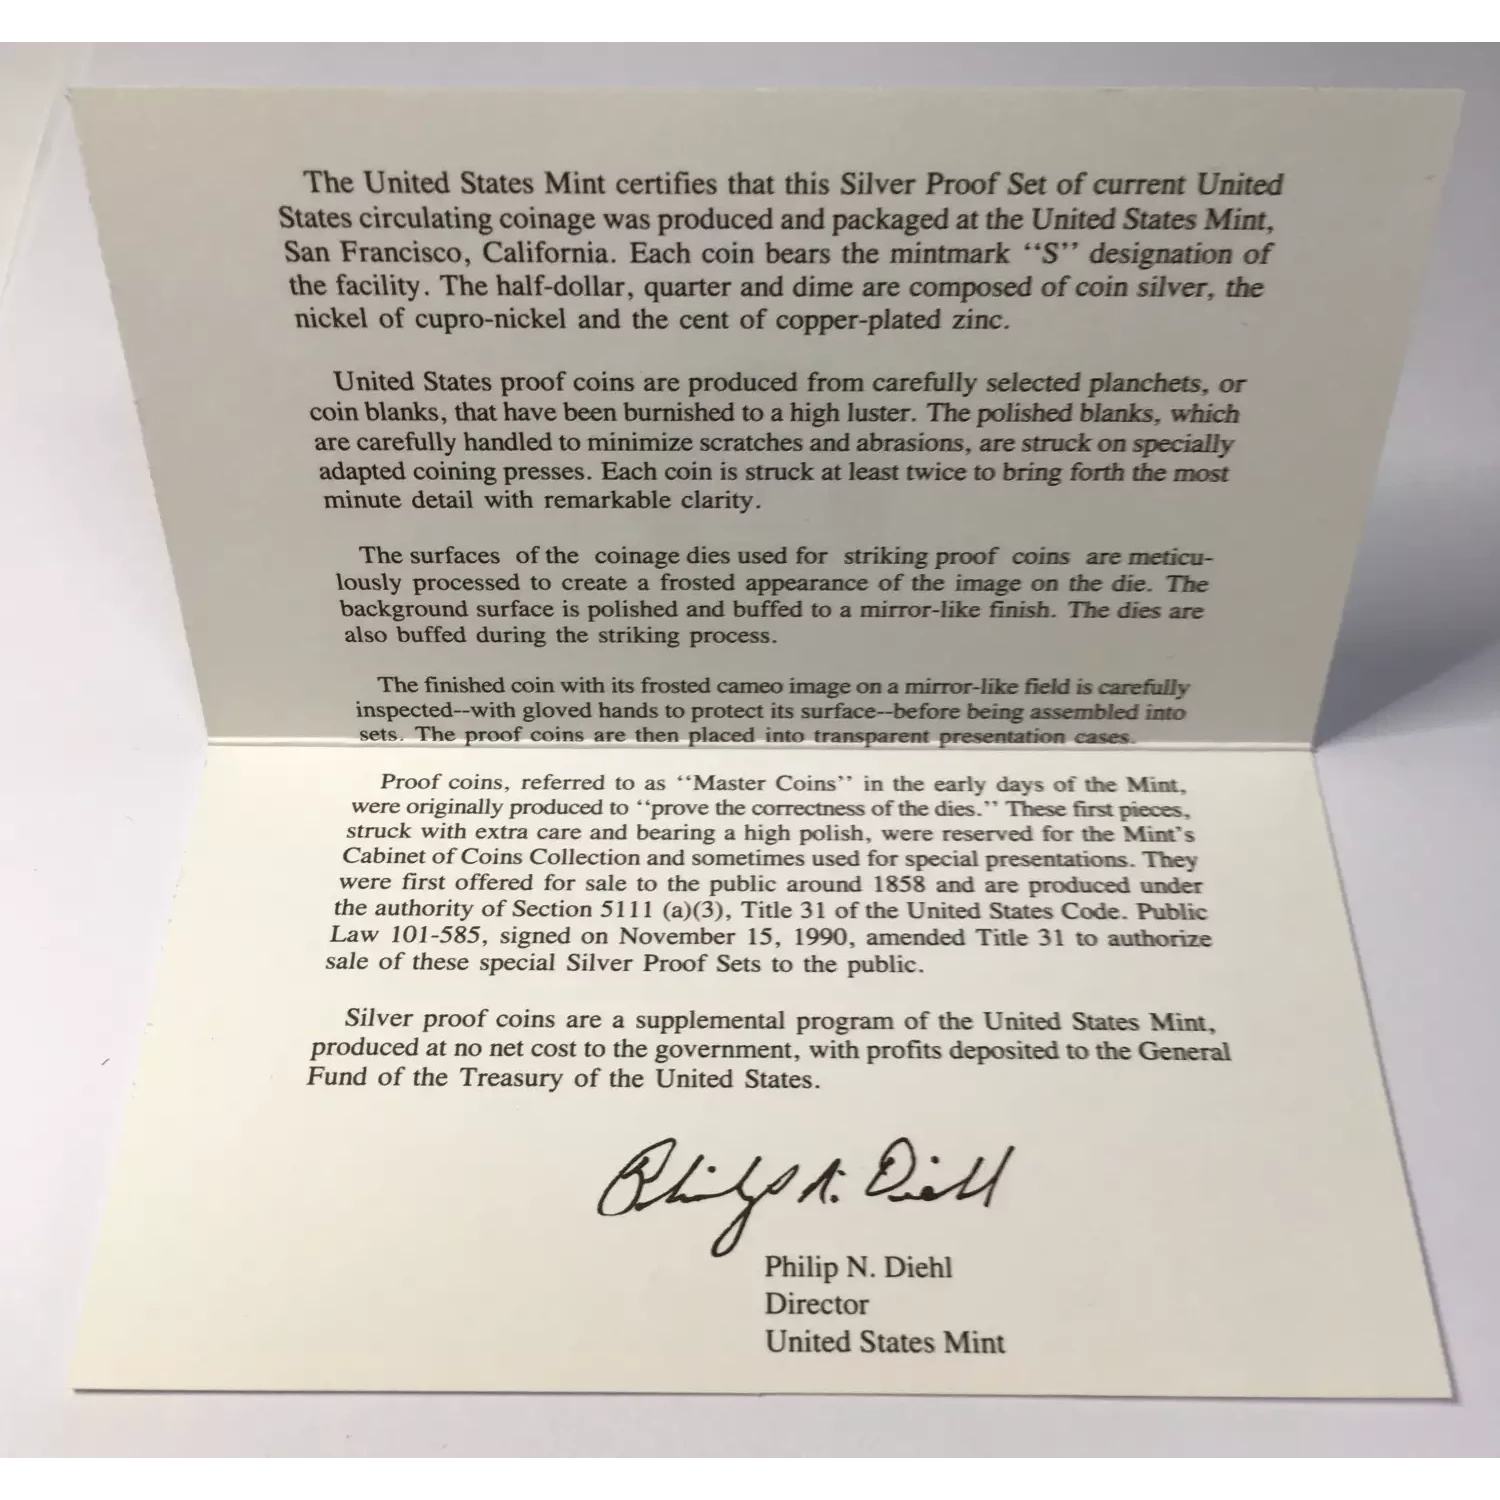 The United States Mint certifies that this Silver Proof Set of current United
States circulating coinage was produced and packaged at the United States Mint,
San Francisco, California. Each coin bears the mintmark “S” designation of
the facility. The half-dollar, quarter and dime are composed of coin silver, the
nickel of cupro-nickel and the cent of copper-plated zinc.
United States proof coins are produced from carefully selected planchets, or
coin blanks, that have been burnished to a high luster. The polished blanks, which
are carefully handled to minimize scratches and abrasions, are struck on specially
adapted coining presses. Each coin is struck at least twice to bring forth the most
minute detail with remarkable clarity.
The surfaces of the coinage dies used for striking proof coins are meticu-
lously processed to create a frosted appearance of the image on the die. The
background surface is polished and buffed to a mirror-like finish. The dies are
also buffed during the striking process.
The finished coin with its frosted cameo image on a mirror-like field is carefully
inspected--with gloved hands to protect its surface--before being assembled into
sets. The proof coins are then placed into transparent presentation cases.
Proof coins, referred to as “Master Coins” in the early days of the Mint,
were originally produced to “prove the correctness of the dies.” These first pieces,
struck with extra care and bearing a high polish, were reserved for the Mint's
Cabinet of Coins Collection and sometimes used for special presentations. They
were first offered for sale to the public around 1858 and are produced under
the authority of Section 5111 (a)(3), Title 31 of the United States Code. Public
Law 101-585, signed on November 15, 1990, amended Title 31 to authorize
sale of these special Silver Proof Sets to the public.
Silver proof coins are a supplemental program of the United States Mint,
produced at no net cost to the government, with profits deposited to the General
Fund of the Treasury of the United States.
Philip N. Diehl
Philip N. Diehl
Director
United States Mint